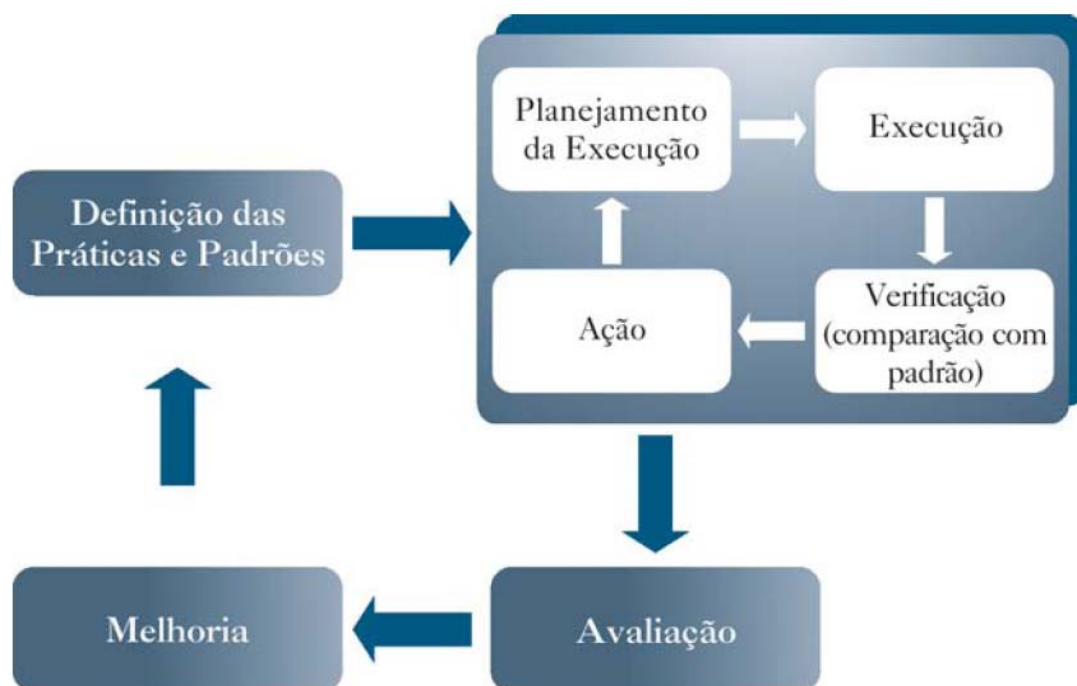 Planejamento
da Execução
Execução
Definição das
Práticas e Padrões
Ação
Verificação
(comparação com
padrão)
Melhoria
Avaliação